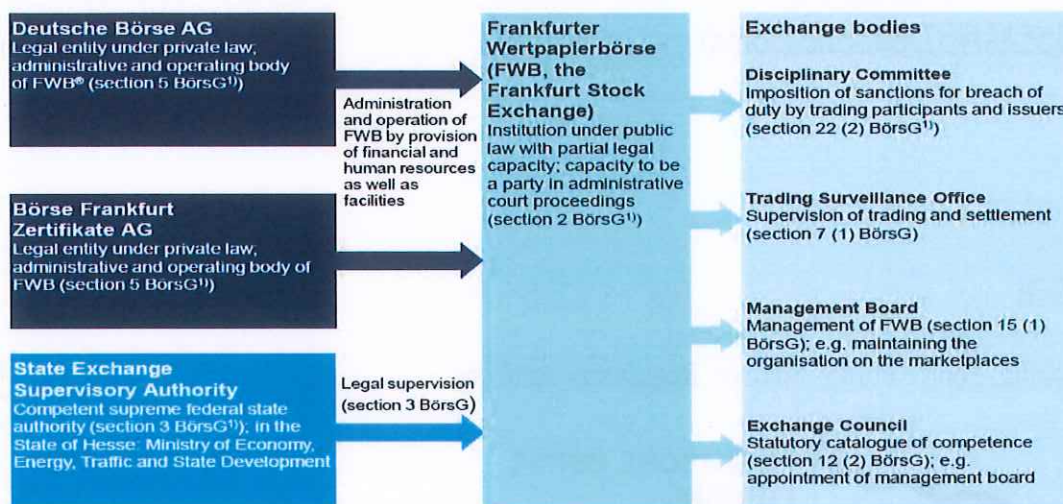 Deutsche Börse AG
Legal entity under private law;
administrative and operating body
of FWB® (section 5 BörsG¹⁾)
Administration
and operation of
FWB by provision
of financial and
human resources
as well as
facilities
Börse Frankfurt
Zertifikate AG
Legal entity under private law;
administrative and operating body of
FWB (section 5 BörsG¹⁾)
State Exchange
Supervisory Authority
Competent supreme federal state
authority (section 3 BörsG¹⁾); in the
State of Hesse: Ministry of Economy,
Energy, Traffic and State Development
Legal supervision
(section 3 BörsG)
Frankfurter
Wertpapierbörse
(FWB, the
Frankfurt Stock
Exchange)
Institution under public
law with partial legal
capacity; capacity to be
a party in administrative
court proceedings
(section 2 BörsG¹⁾)
Exchange bodies
Disciplinary Committee
Imposition of sanctions for breach of
duty by trading participants and issuers
(section 22 (2) BörsG¹⁾)
Trading Surveillance Office
Supervision of trading and settlement
(section 7 (1) BörsG)
Management Board
Management of FWB (section 15 (1)
BörsG); e.g. maintaining the
organisation on the marketplaces
Exchange Council
Statutory catalogue of competence
(section 12 (2) BörsG); e.g.
appointment of management board